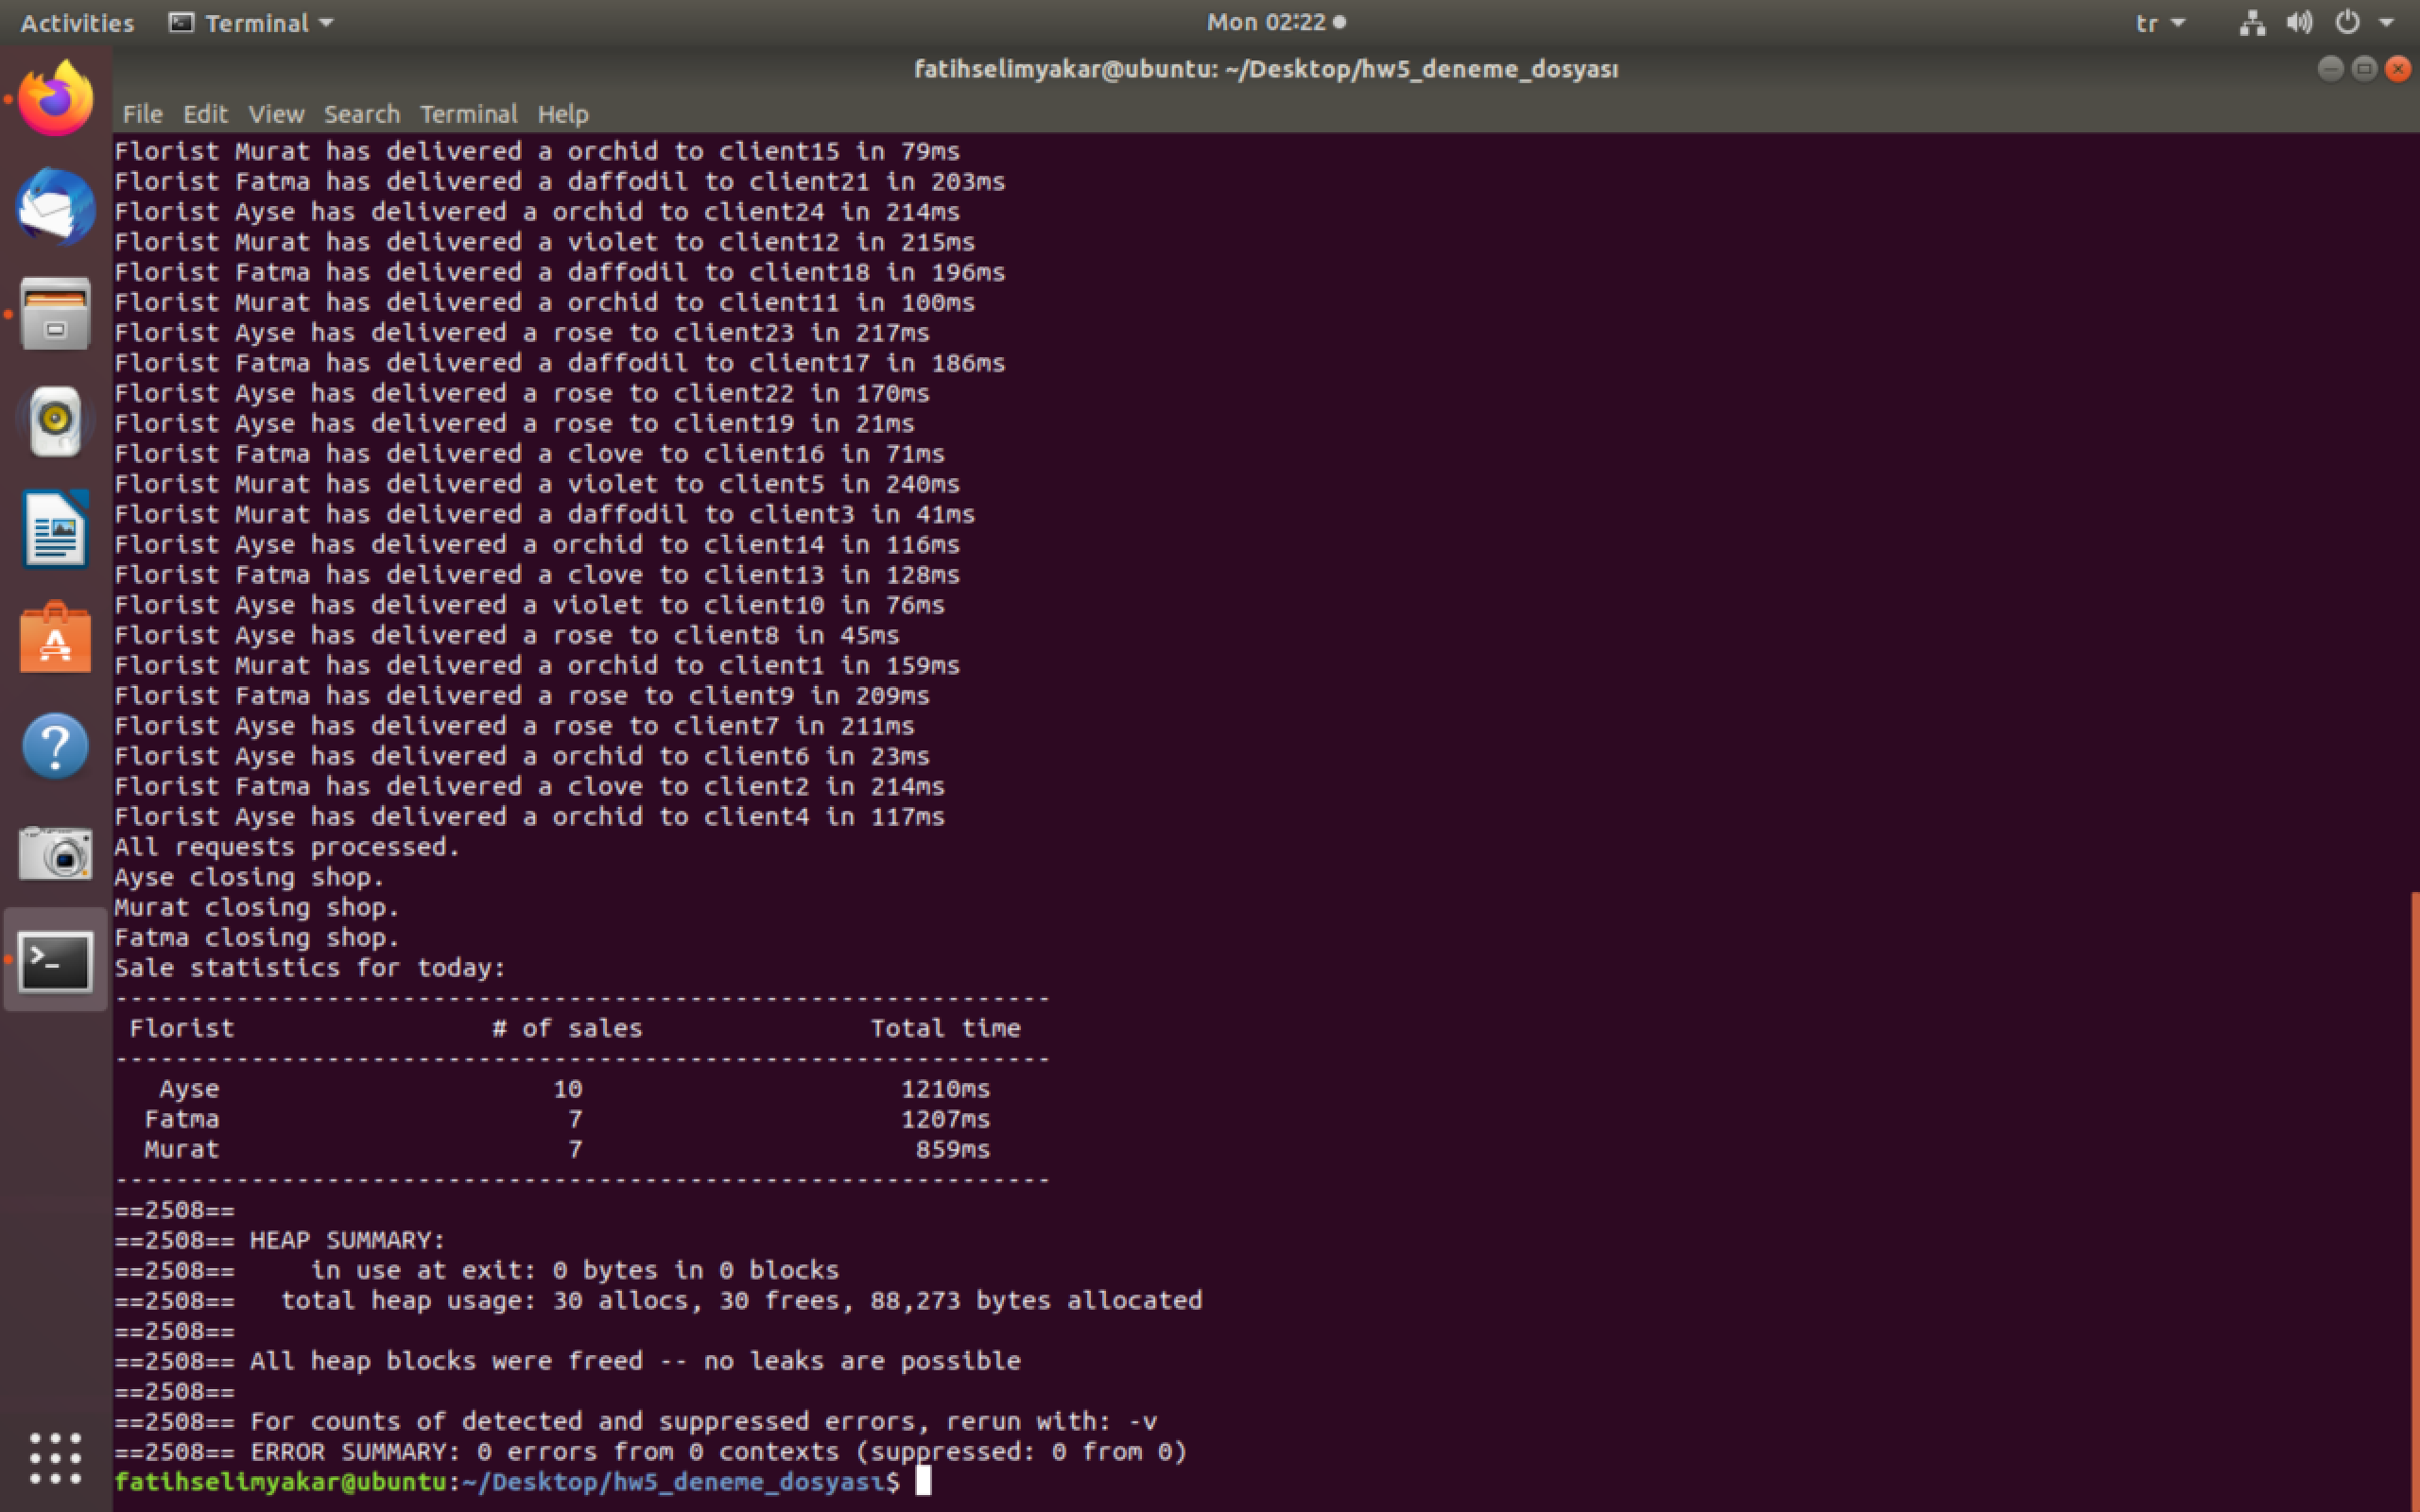 Activities Terminal Mon 02:22 tr
fatihselimyakar@ubuntu: ~/Desktop/hw5_deneme_dosyası
File Edit View Search Terminal Help
Florist Murat has delivered a orchid to client15 in 79ms
Florist Fatma has delivered a daffodil to client21 in 203ms
Florist Ayse has delivered a orchid to client24 in 214ms
Florist Murat has delivered a violet to client12 in 215ms
Florist Fatma has delivered a daffodil to client18 in 196ms
Florist Murat has delivered a orchid to client11 in 100ms
Florist Ayse has delivered a rose to client23 in 217ms
Florist Fatma has delivered a daffodil to client17 in 186ms
Florist Ayse has delivered a rose to client22 in 170ms
Florist Ayse has delivered a rose to client19 in 21ms
Florist Fatma has delivered a clove to client16 in 71ms
Florist Murat has delivered a violet to client5 in 240ms
Florist Murat has delivered a daffodil to client3 in 41ms
Florist Ayse has delivered a orchid to client14 in 116ms
Florist Fatma has delivered a clove to client13 in 128ms
Florist Ayse has delivered a violet to client10 in 76ms
Florist Ayse has delivered a rose to client8 in 45ms
Florist Murat has delivered a orchid to client1 in 159ms
Florist Fatma has delivered a rose to client9 in 209ms
Florist Ayse has delivered a rose to client7 in 211ms
Florist Ayse has delivered a orchid to client6 in 23ms
Florist Fatma has delivered a clove to client2 in 214ms
Florist Ayse has delivered a orchid to client4 in 117ms
All requests processed.
Ayse closing shop.
Murat closing shop.
Fatma closing shop.
Sale statistics for today:
--------------------------------------------------------------
Florist # of sales Total time
--------------------------------------------------------------
Ayse 10 1210ms
Fatma 7 1207ms
Murat 7 859ms
--------------------------------------------------------------
==2508==
==2508== HEAP SUMMARY:
==2508== in use at exit: 0 bytes in 0 blocks
==2508== total heap usage: 30 allocs, 30 frees, 88,273 bytes allocated
==2508==
==2508== All heap blocks were freed -- no leaks are possible
==2508==
==2508== For counts of detected and suppressed errors, rerun with: -v
==2508== ERROR SUMMARY: 0 errors from 0 contexts (suppressed: 0 from 0)
fatihselimyakar@ubuntu:~/Desktop/hw5_deneme_dosyası$